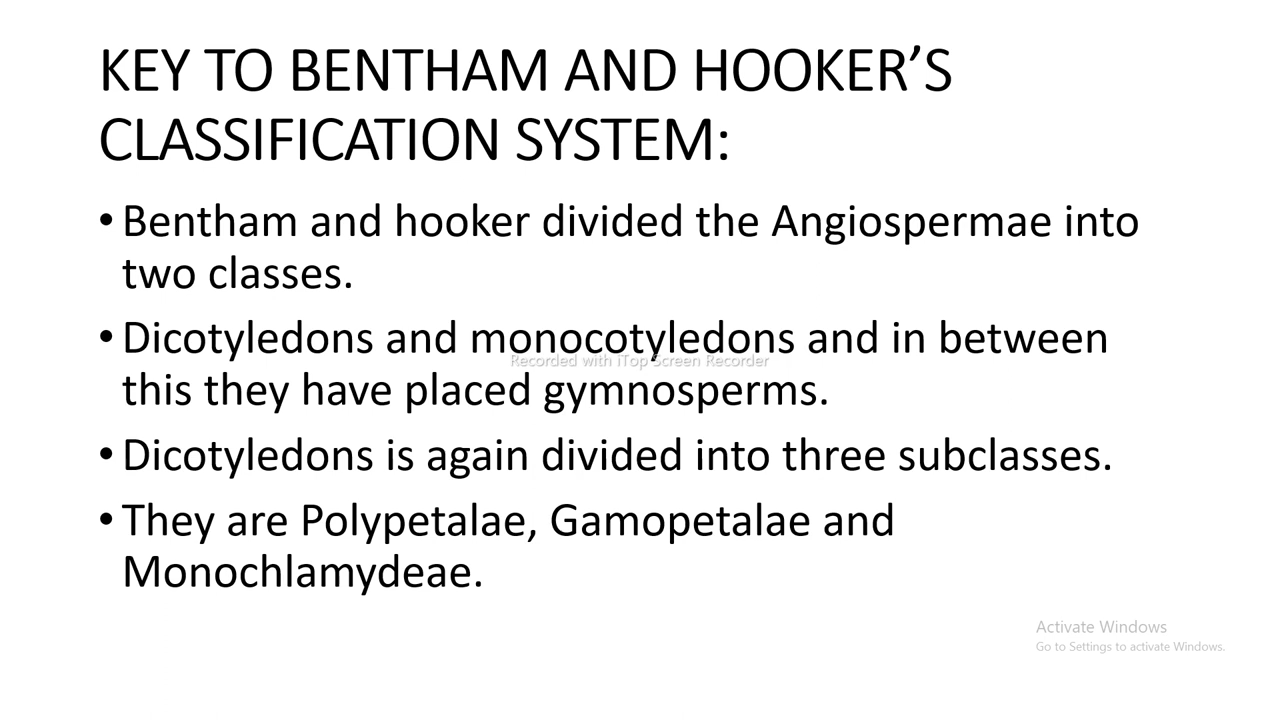 KEY TO BENTHAM AND HOOKER’S
CLASSIFICATION SYSTEM:
•Bentham and hooker divided the Angiospermae into
two classes.
•Dicotyledons and monocotyledons and in between
Recorded with iTop Screen Recorder
this they have placed gymnosperms.
•Dicotyledons is again divided into three subclasses.
•They are Polypetalae, Gamopetalae and
Monochlamydeae.
Activate Windows
Go to Settings to activate Windows.